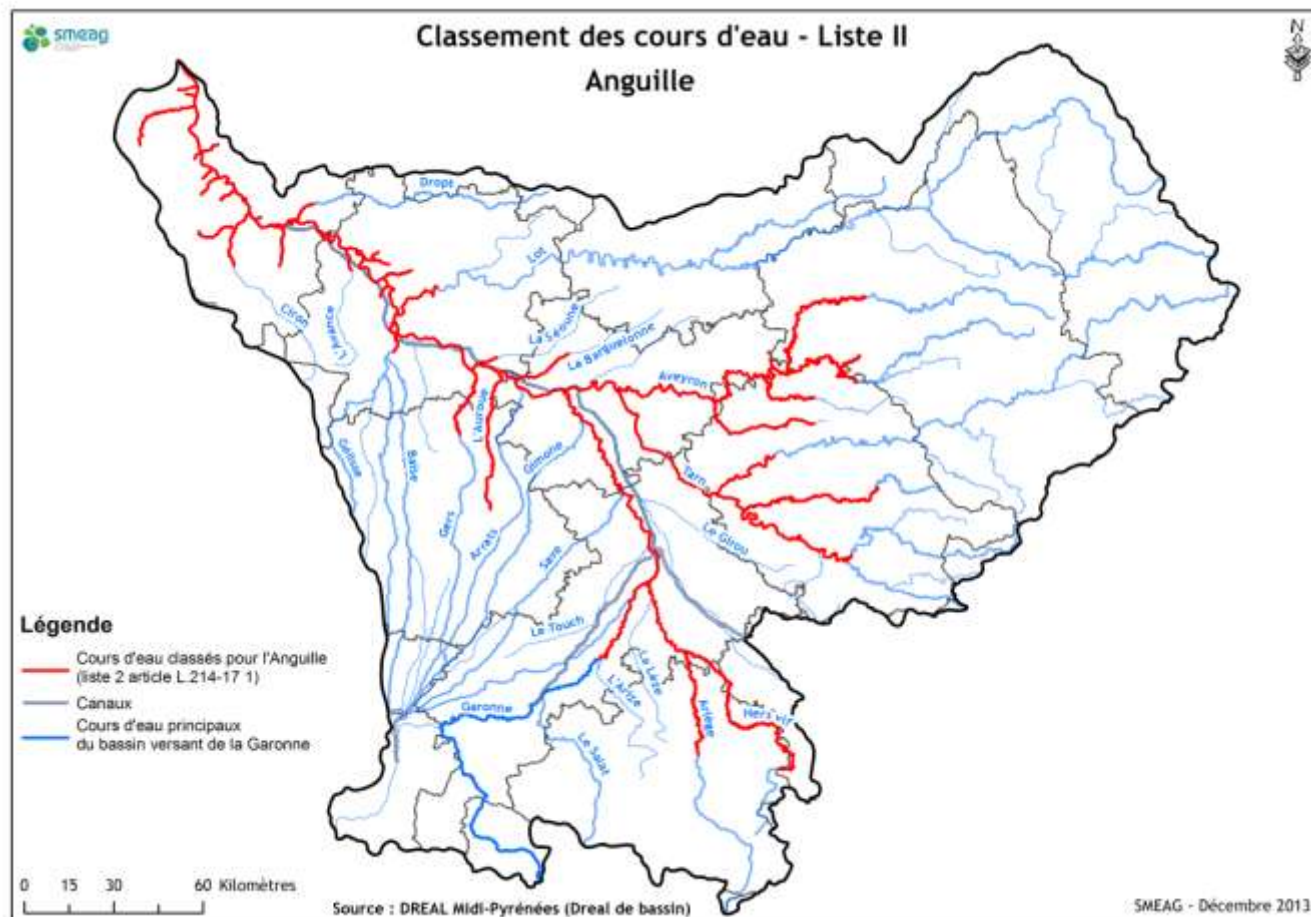 smeag
Classement des cours d'eau - Liste II
Anguille
N
Dropt
Lot
Ciron
L'Avance
La Séoune
La Barguelonne
Aveyron
L'Auroue
Gélise
Baïse
Gimone
Tarn
Gers
Arrats
Save
Le Girou
Le Touch
La Lèze
L'Arize
Garonne
Ariège
Hers vif
Le Salat
Légende
Cours d'eau classés pour l'Anguille
(liste 2 article L.214-17 1)
Canaux
Cours d'eau principaux
du bassin versant de la Garonne
0 15 30 60 Kilomètres
Source : DREAL Midi-Pyrénées (Dreal de bassin)
SMEAG - Décembre 2013